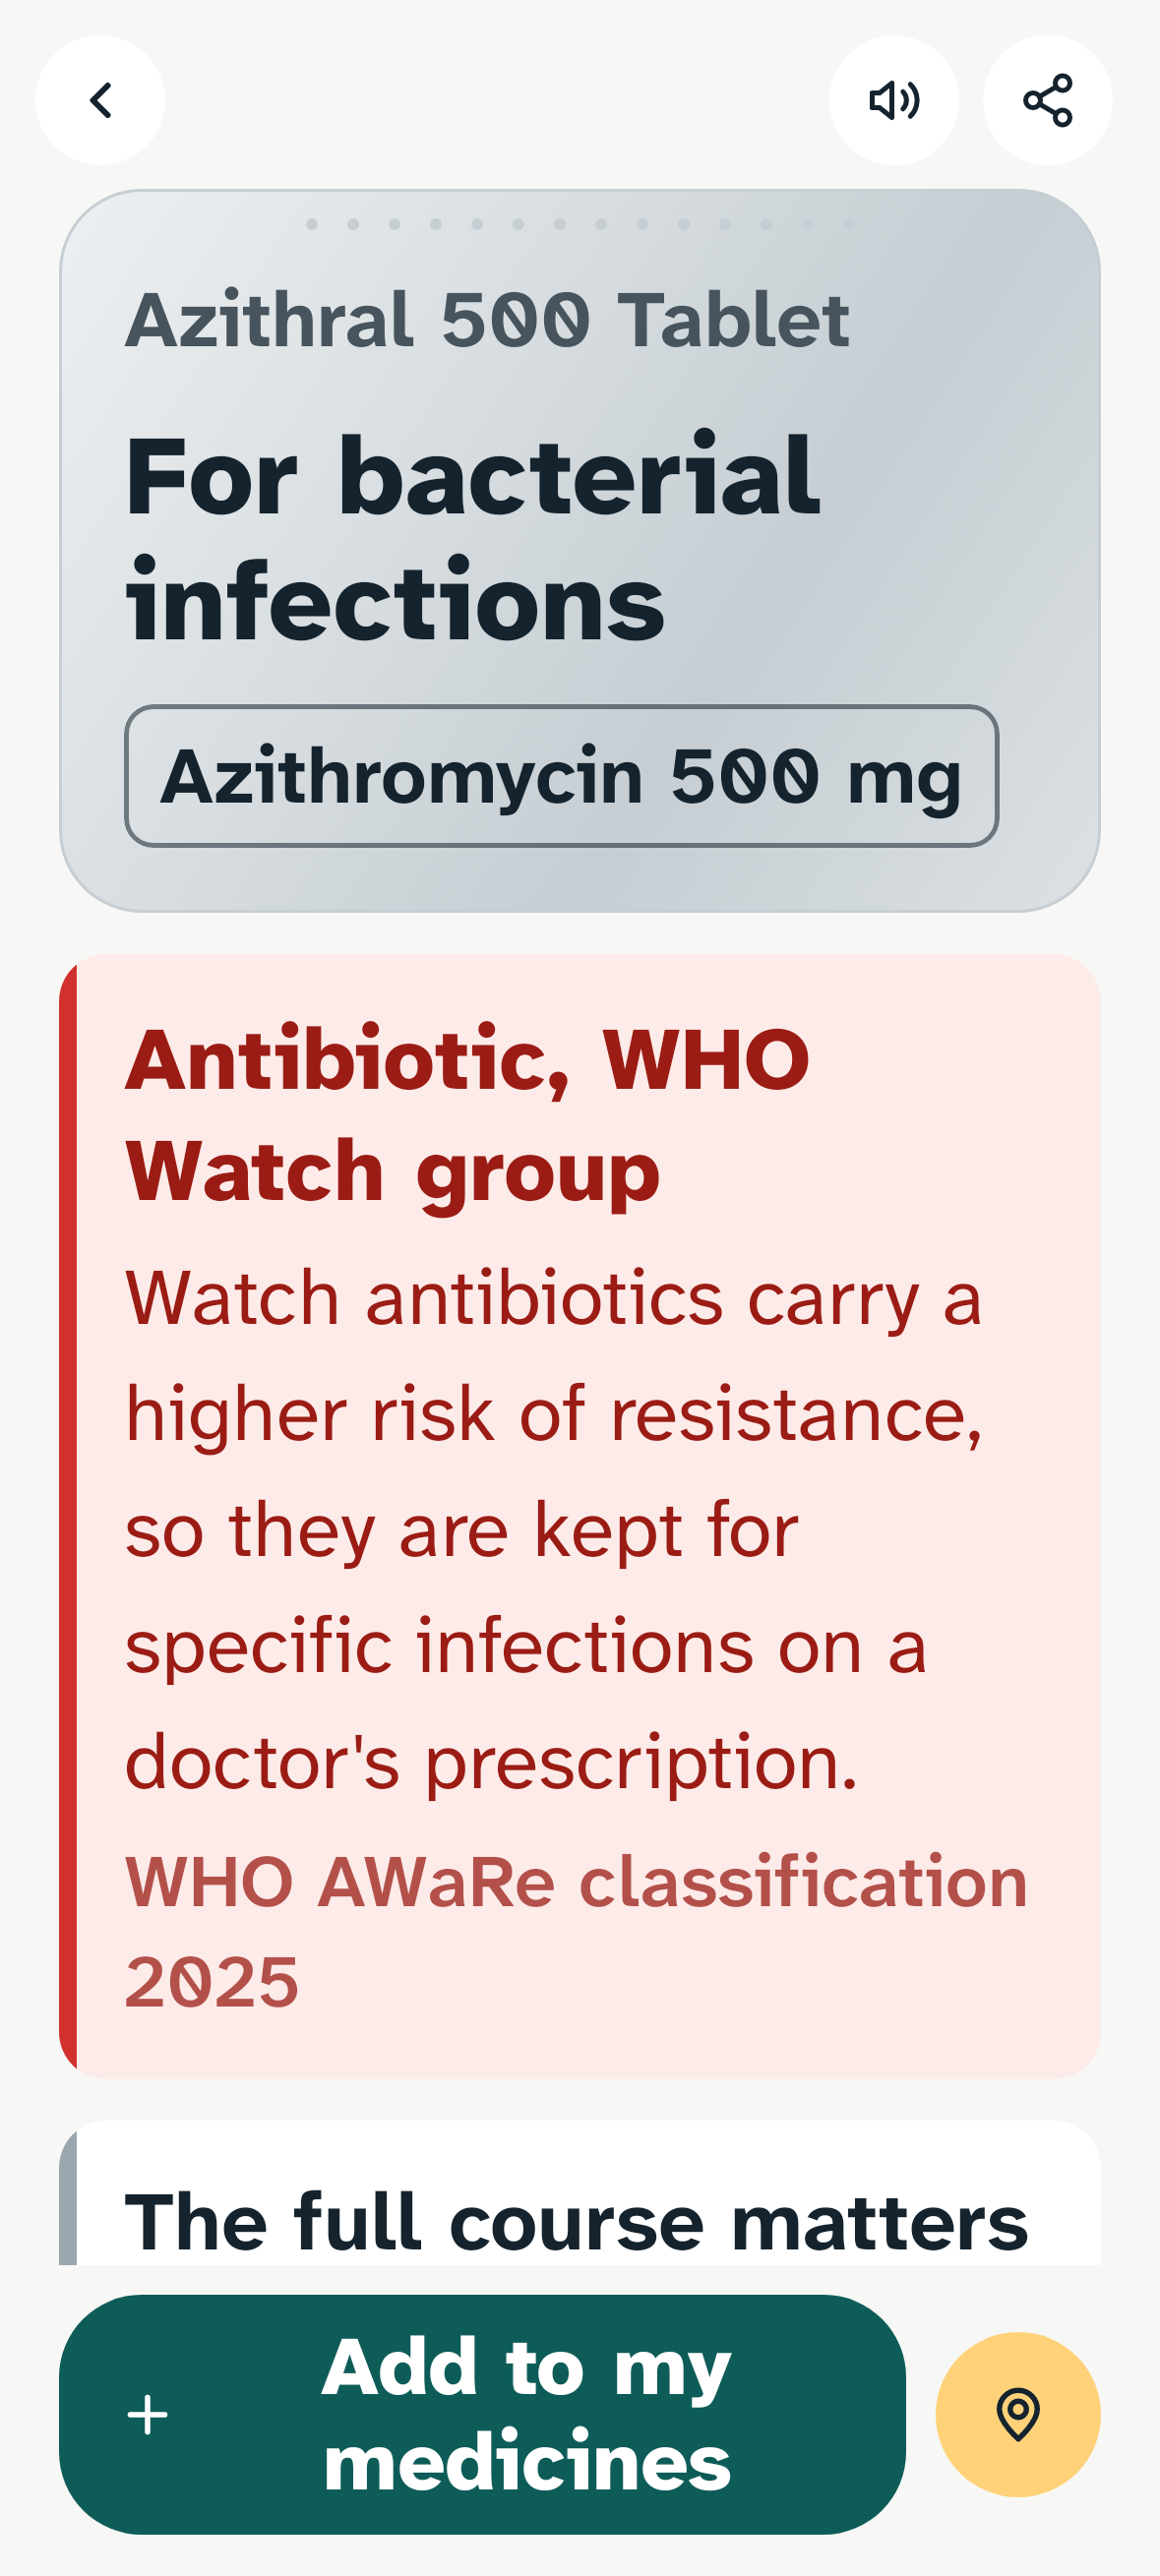 Azithral 500 Tablet
For bacterial
infections
Azithromycin 500 mg
Antibiotic, WHO
Watch group
Watch antibiotics carry a
higher risk of resistance,
so they are kept for
specific infections on a
doctor's prescription.
WHO AWaRe classification
2025
The full course matters
Add to my
medicines